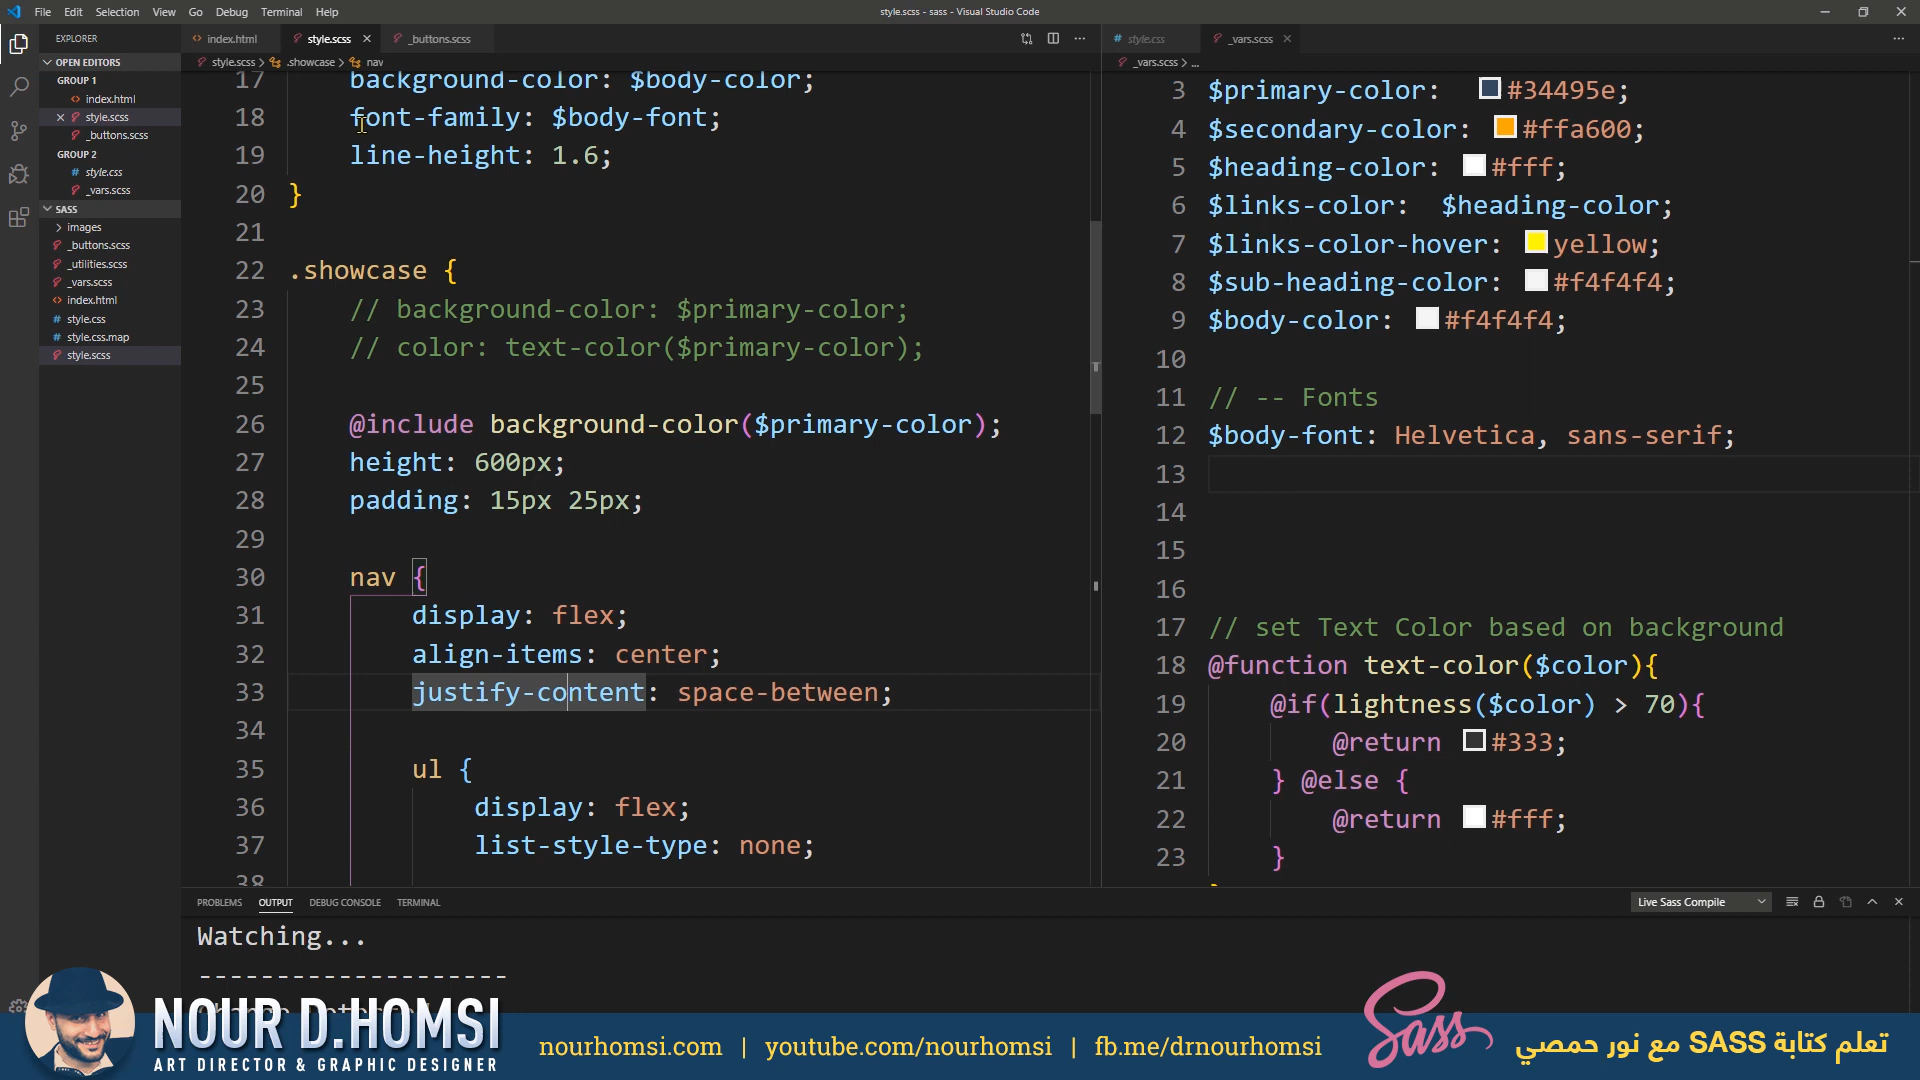 File Edit Selection View Go Debug Terminal Help
style.scss - sass - Visual Studio Code
EXPLORER
OPEN EDITORS
GROUP 1
index.html
style.scss
_buttons.scss
GROUP 2
style.css
_vars.scss
SASS
images
_buttons.scss
_utilities.scss
_vars.scss
index.html
style.css
style.css.map
style.scss
index.html style.scss _buttons.scss
style.scss > .showcase > nav
17 background-color: $body-color;
18 font-family: $body-font;
19 line-height: 1.6;
20 }
21
22 .showcase {
23 // background-color: $primary-color;
24 // color: text-color($primary-color);
25
26 @include background-color($primary-color);
27 height: 600px;
28 padding: 15px 25px;
29
30 nav {
31 display: flex;
32 align-items: center;
33 justify-content: space-between;
34
35 ul {
36 display: flex;
37 list-style-type: none;
38
style.css _vars.scss
_vars.scss > ...
3 $primary-color: #34495e;
4 $secondary-color: #ffa600;
5 $heading-color: #fff;
6 $links-color: $heading-color;
7 $links-color-hover: yellow;
8 $sub-heading-color: #f4f4f4;
9 $body-color: #f4f4f4;
10
11 // -- Fonts
12 $body-font: Helvetica, sans-serif;
13
14
15
16
17 // set Text Color based on background
18 @function text-color($color){
19 @if(lightness($color) > 70){
20 @return #333;
21 } @else {
22 @return #fff;
23 }
PROBLEMS OUTPUT DEBUG CONSOLE TERMINAL
Live Sass Compile
Watching...
--------------------
NOUR D.HOMSI
ART DIRECTOR & GRAPHIC DESIGNER
nourhomsi.com | youtube.com/nourhomsi | fb.me/drnourhomsi
Sass
تعلم كتابة SASS مع نور حمصي